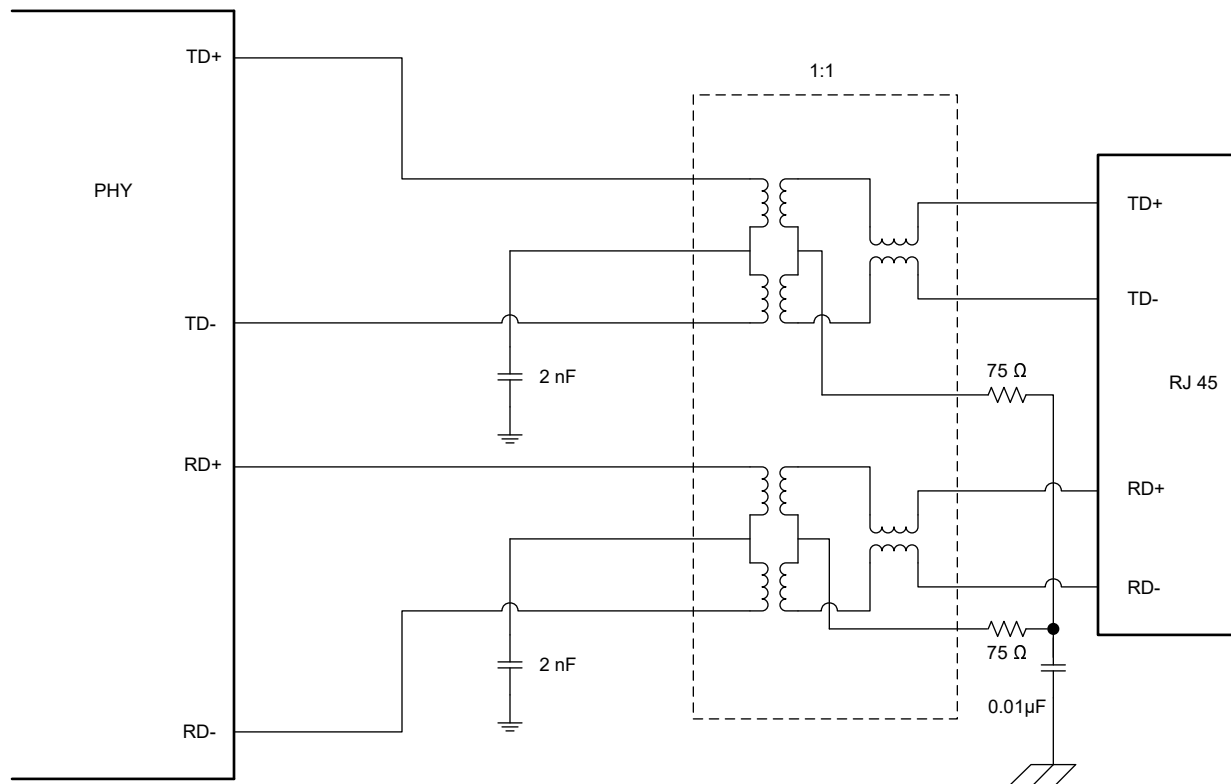 TD+
1:1
PHY
TD+
TD-
TD-
2 nF
75 Ω
RJ 45
RD+
RD+
RD-
75 Ω
2 nF
0.01µF
RD-